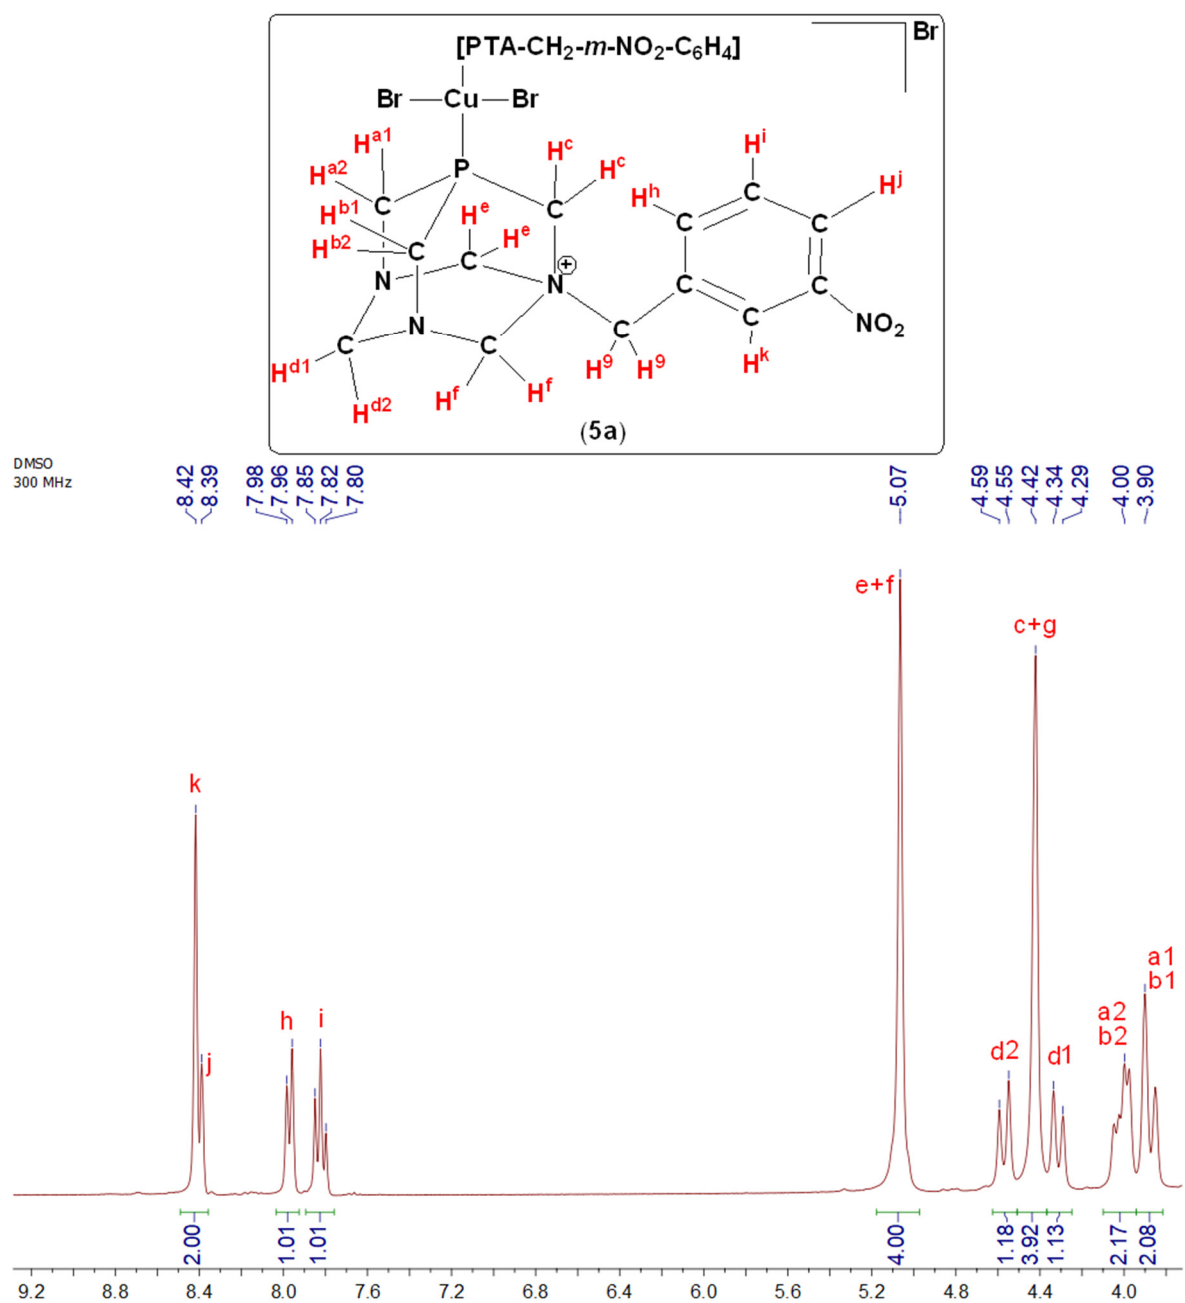 [PTA-CH2-m-NO2-C6H4]
Br
Br Cu Br
Ha1
Hc
Hi
Ha2
P
Hc
C
Hj
Hb1
C
He
C
Hh
C
C
Hb2
C
He
C
N
N
+
C
C
N
C
C
NO2
C
C
C
Hd1
H9
H9
Hk
Hd2
Hf
Hf
(5a)
DMSO
300 MHz
8.42
8.39
7.98
7.96
7.85
7.82
7.80
5.07
4.59
4.55
4.42
4.34
4.29
4.00
3.90
e+f
c+g
k
a1
b1
h
i
a2
b2
j
d2
d1
2.00
1.01
1.01
4.00
1.18
3.92
1.13
2.17
2.08
9.2 8.8 8.4 8.0 7.6 7.2 6.8 6.4 6.0 5.6 5.2 4.8 4.4 4.0